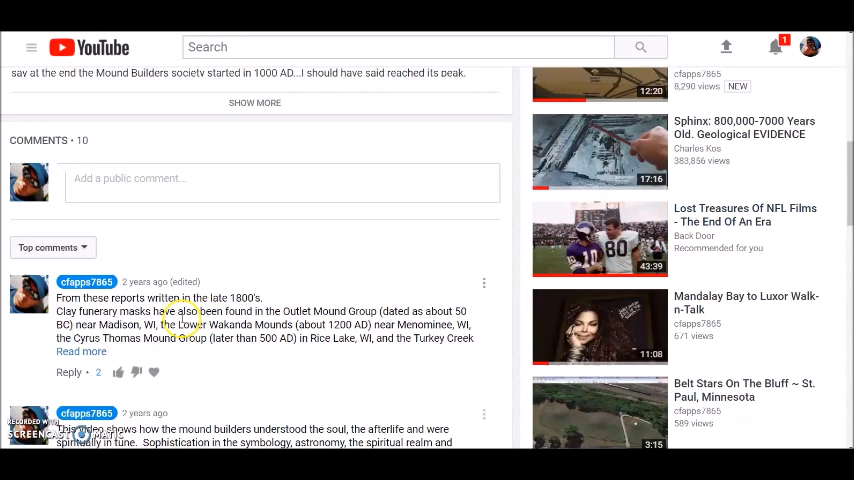 YouTube
Search
1
say at the end the Mound Builders society started in 1000 AD...I should have said reached its peak.
SHOW MORE
COMMENTS • 10
Add a public comment...
Top comments
cfapps7865 2 years ago (edited)
From these reports written in the late 1800's.
Clay funerary masks have also been found in the Outlet Mound Group (dated as about 50
BC) near Madison, WI, the Lower Wakanda Mounds (about 1200 AD) near Menominee, WI,
the Cyrus Thomas Mound Group (later than 500 AD) in Rice Lake, WI, and the Turkey Creek
Read more
Reply 2
cfapps7865 2 years ago
This video shows how the mound builders understood the soul, the afterlife and were
spiritually in tune. Sophistication in the symbology, astronomy, the spiritual realm and
RECORDED WITH
SCREENCAST MATIC
12:20
cfapps7865
8,290 views NEW
17:16
Sphinx: 800,000-7000 Years
Old. Geological EVIDENCE
Charles Kos
383,856 views
80
43:39
Lost Treasures Of NFL Films
- The End Of An Era
Back Door
Recommended for you
11:08
Mandalay Bay to Luxor Walk-
n-Talk
671 views
3:15
Belt Stars On The Bluff ~ St.
Paul, Minnesota
cfapps7865
589 views